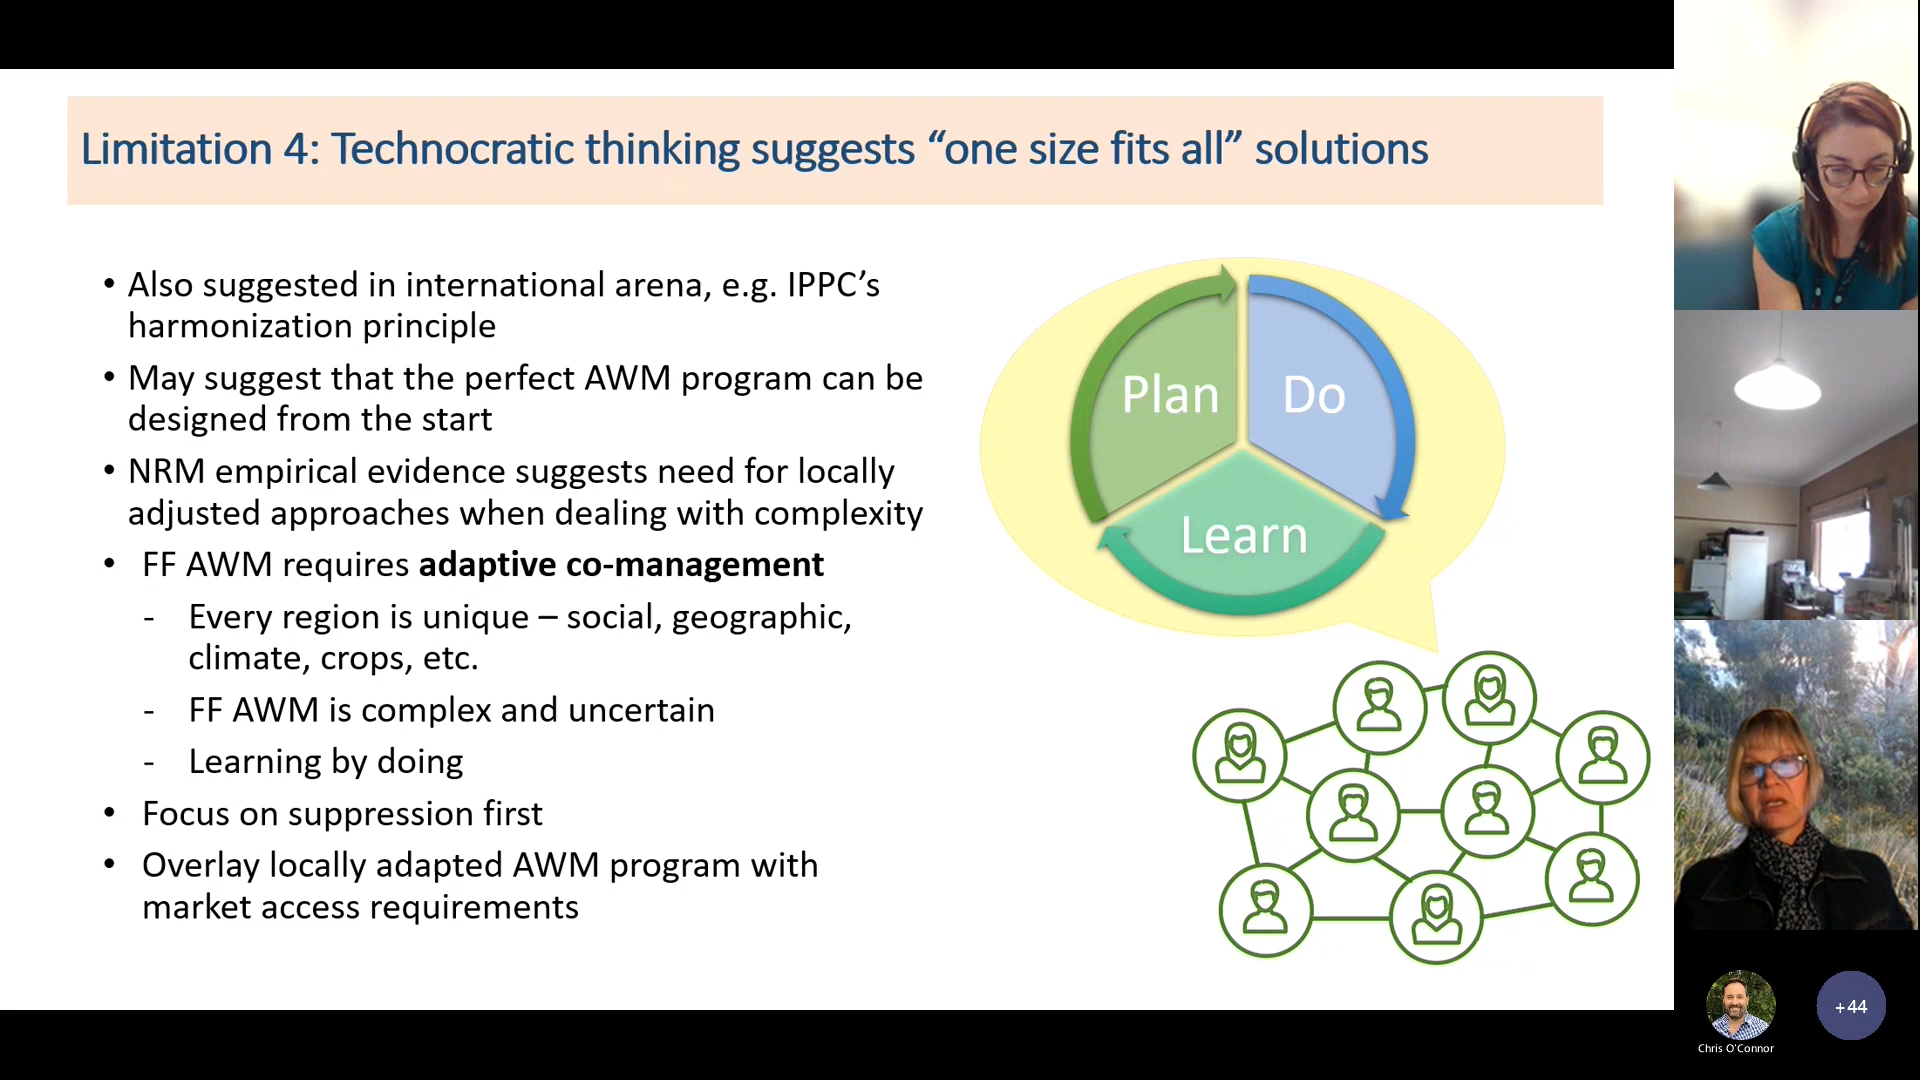 Limitation 4: Technocratic thinking suggests “one size fits all” solutions
• Also suggested in international arena, e.g. IPPC’s
harmonization principle
• May suggest that the perfect AWM program can be
designed from the start
• NRM empirical evidence suggests need for locally
adjusted approaches when dealing with complexity
• FF AWM requires adaptive co-management
- Every region is unique – social, geographic,
climate, crops, etc.
- FF AWM is complex and uncertain
- Learning by doing
• Focus on suppression first
• Overlay locally adapted AWM program with
market access requirements
Plan
Do
Learn
+44
Chris O'Connor